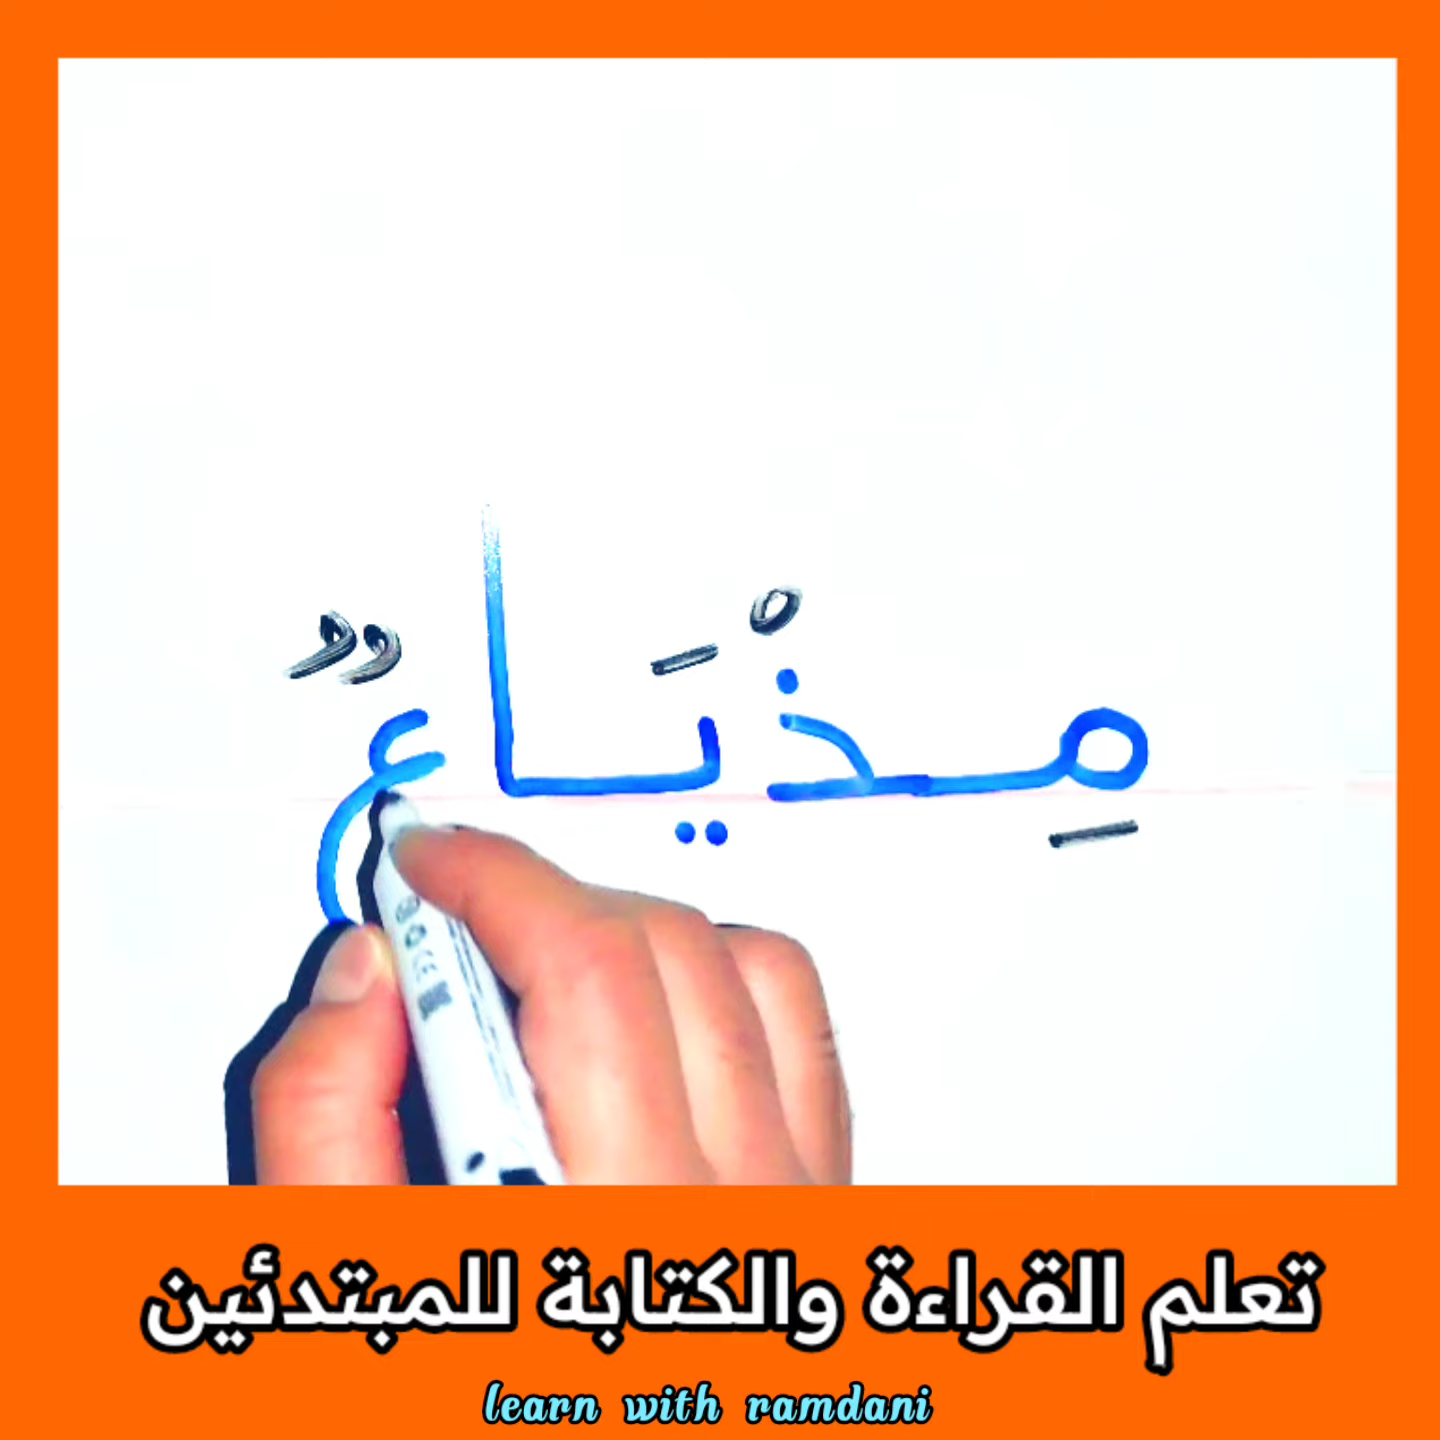 مِذْيَاعٌ
تعلم القراءة والكتابة للمبتدئين
learn with ramdani